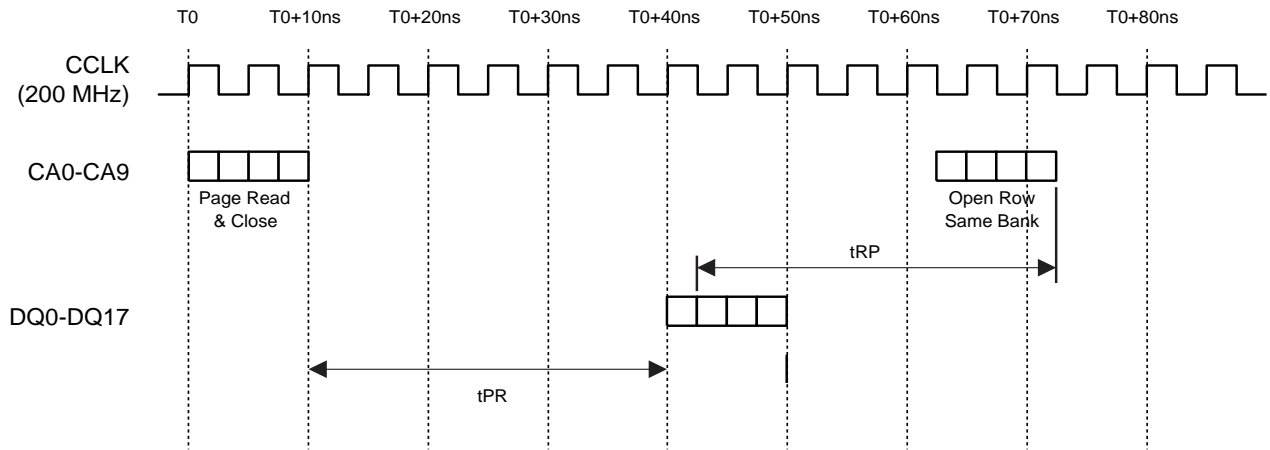 T0 T0+10ns T0+20ns T0+30ns T0+40ns T0+50ns T0+60ns T0+70ns T0+80ns
CCLK
(200 MHz)
CA0-CA9
Page Read
& Close
Open Row
Same Bank
tRP
DQ0-DQ17
tPR